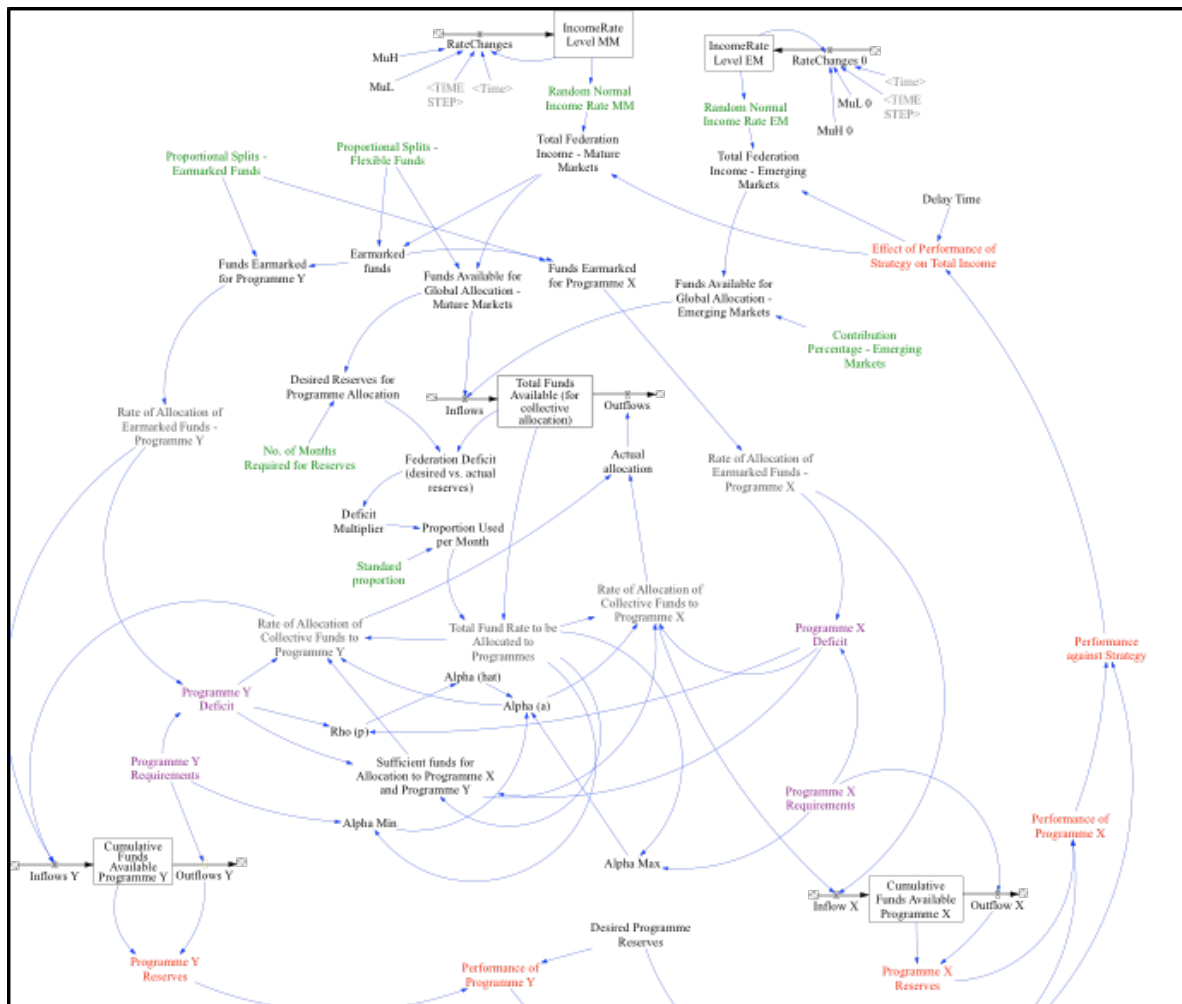 IncomeRate
Level MM
RateChanges
MuH
MuL
<TIME
STEP>
<Time>
IncomeRate
Level EM
RateChanges 0
<Time>
MuL 0
<TIME
STEP>
MuH 0
Random Normal
Income Rate MM
Random Normal
Income Rate EM
Proportional Splits -
Earmarked Funds
Proportional Splits -
Flexible Funds
Total Federation
Income - Mature
Markets
Total Federation
Income - Emerging
Markets
Delay Time
Effect of Performance of
Strategy on Total Income
Funds Earmarked
for Programme Y
Earmarked
funds
Funds Available for
Global Allocation -
Mature Markets
Funds Earmarked
for Programme X
Funds Available for
Global Allocation -
Emerging Markets
Contribution
Percentage - Emerging
Markets
Desired Reserves for
Programme Allocation
Inflows
Total Funds
Available (for
collective
allocation)
Outflows
Rate of Allocation of
Earmarked Funds -
Programme Y
No. of Months
Required for Reserves
Federation Deficit
(desired vs. actual
reserves)
Actual
allocation
Rate of Allocation of
Earmarked Funds -
Programme X
Deficit
Multiplier
Proportion Used
per Month
Standard
proportion
Rate of Allocation of
Collective Funds to
Programme Y
Total Fund Rate to be
Allocated to
Programmes
Rate of Allocation of
Collective Funds to
Programme X
Programme X
Deficit
Performance
against Strategy
Programme Y
Deficit
Alpha (hat)
Alpha (a)
Rho (p)
Programme Y
Requirements
Sufficient funds for
Allocation to Programme X
and Programme Y
Programme X
Requirements
Alpha Min
Alpha Max
Performance of
Programme X
Inflows Y
Cumulative
Funds
Available
Programme Y
Outflows Y
Inflow X
Cumulative
Funds Available
Programme X
Outflow X
Desired Programme
Reserves
Programme Y
Reserves
Performance of
Programme Y
Programme X
Reserves